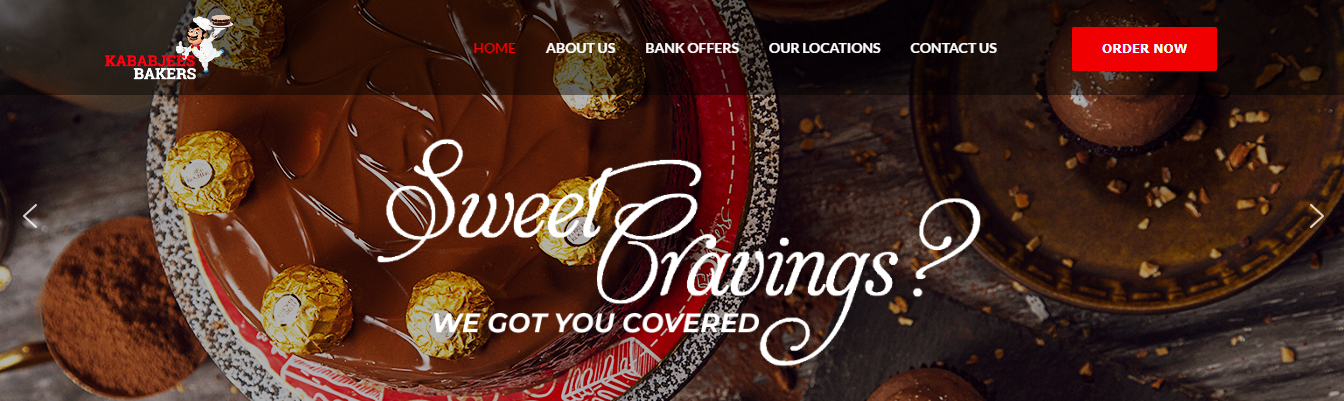 KABABJEES
BAKERS
HOME
ABOUT US
BANK OFFERS
OUR LOCATIONS
CONTACT US
ORDER NOW
Sweet
Cravings?
WE GOT YOU COVERED